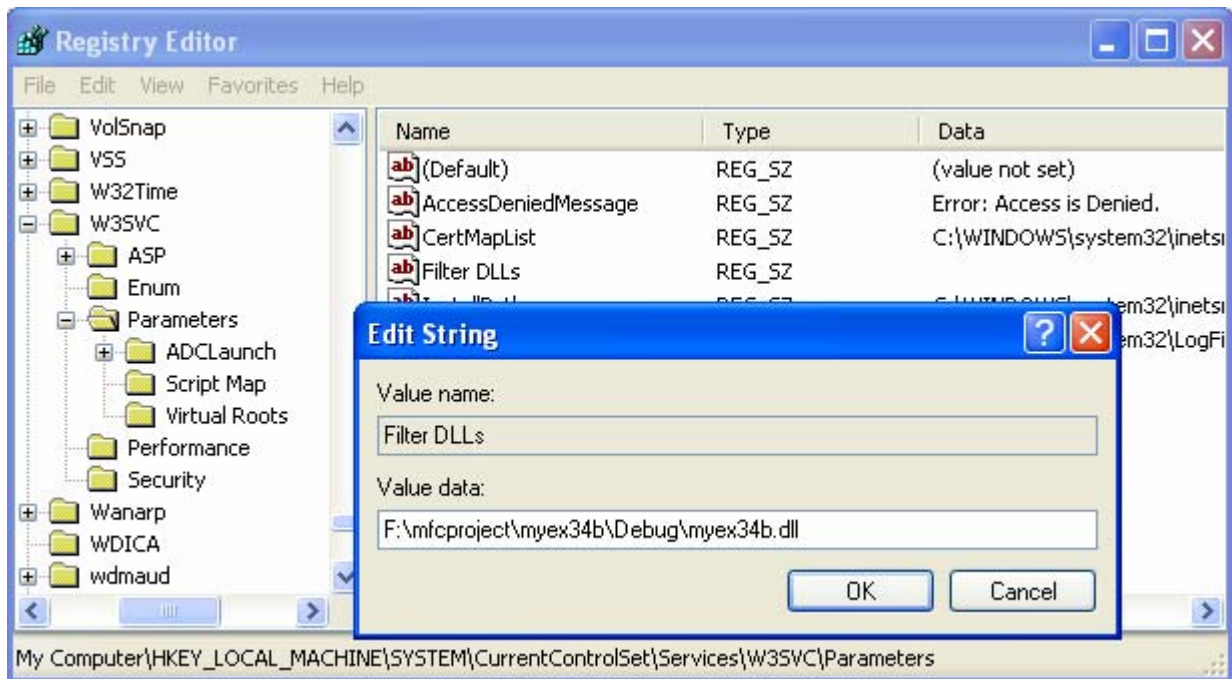 Registry Editor
File Edit View Favorites Help
VolSnap
VSS
W32Time
W3SVC
ASP
Enum
Parameters
ADCLaunch
Script Map
Virtual Roots
Performance
Security
Wanarp
WDICA
wdmaud
Name Type Data
(Default) REG_SZ (value not set)
AccessDeniedMessage REG_SZ Error: Access is Denied.
CertMapList REG_SZ C:\WINDOWS\system32\inets
Filter DLLs REG_SZ
em32\inets
em32\LogFi
Edit String
Value name:
Filter DLLs
Value data:
F:\mfcproject\myex34b\Debug\myex34b.dll
OK Cancel
My Computer\HKEY_LOCAL_MACHINE\SYSTEM\CurrentControlSet\Services\W3SVC\Parameters